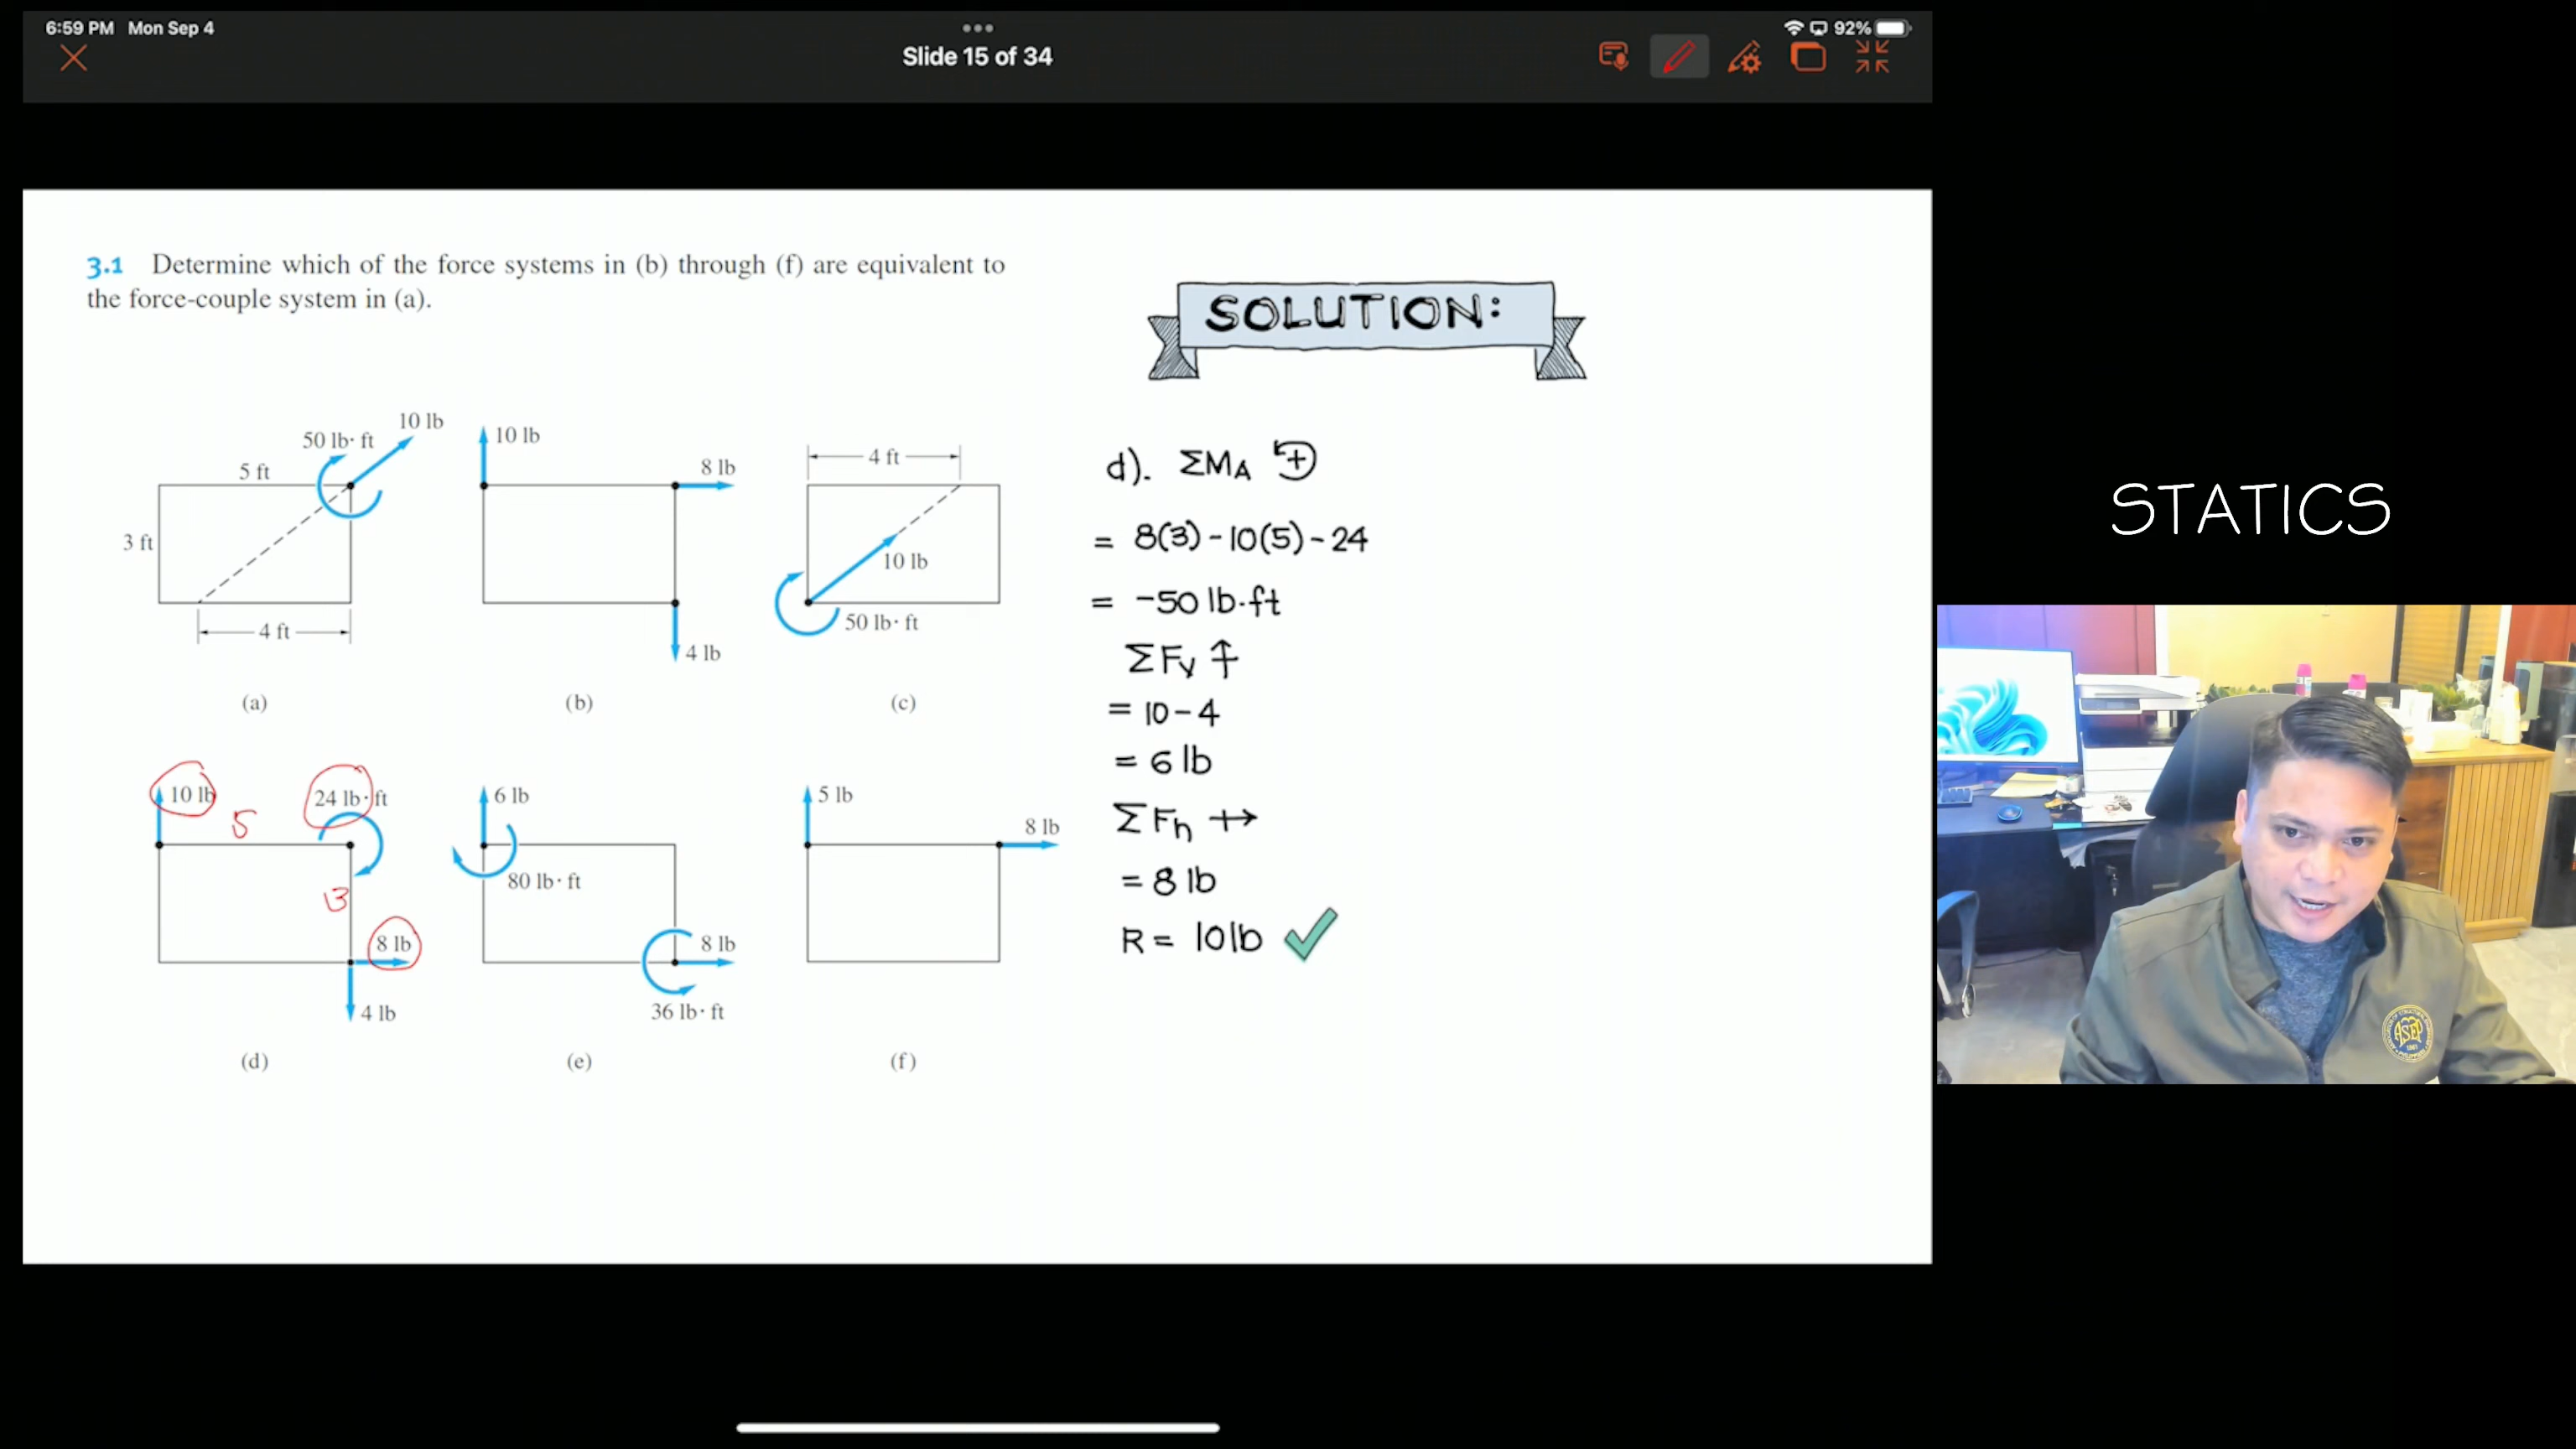 6:59 PM Mon Sep 4
92%
Slide 15 of 34
3.1 Determine which of the force systems in (b) through (f) are equivalent to
the force-couple system in (a).
SOLUTION:
50 lb· ft
10 lb
5 ft
3 ft
4 ft
(a)
10 lb
8 lb
4 lb
(b)
4 ft
10 lb
50 lb· ft
(c)
10 lb
5
24 lb· ft
3
8 lb
4 lb
(d)
6 lb
80 lb· ft
8 lb
36 lb· ft
(e)
5 lb
8 lb
(f)
d). ΣMA +
= 8(3) - 10(5) - 24
= -50 lb·ft
ΣFv ↑
= 10 - 4
= 6 lb
ΣFh →
= 8 lb
R = 10 lb ✓
STATICS
ASEP